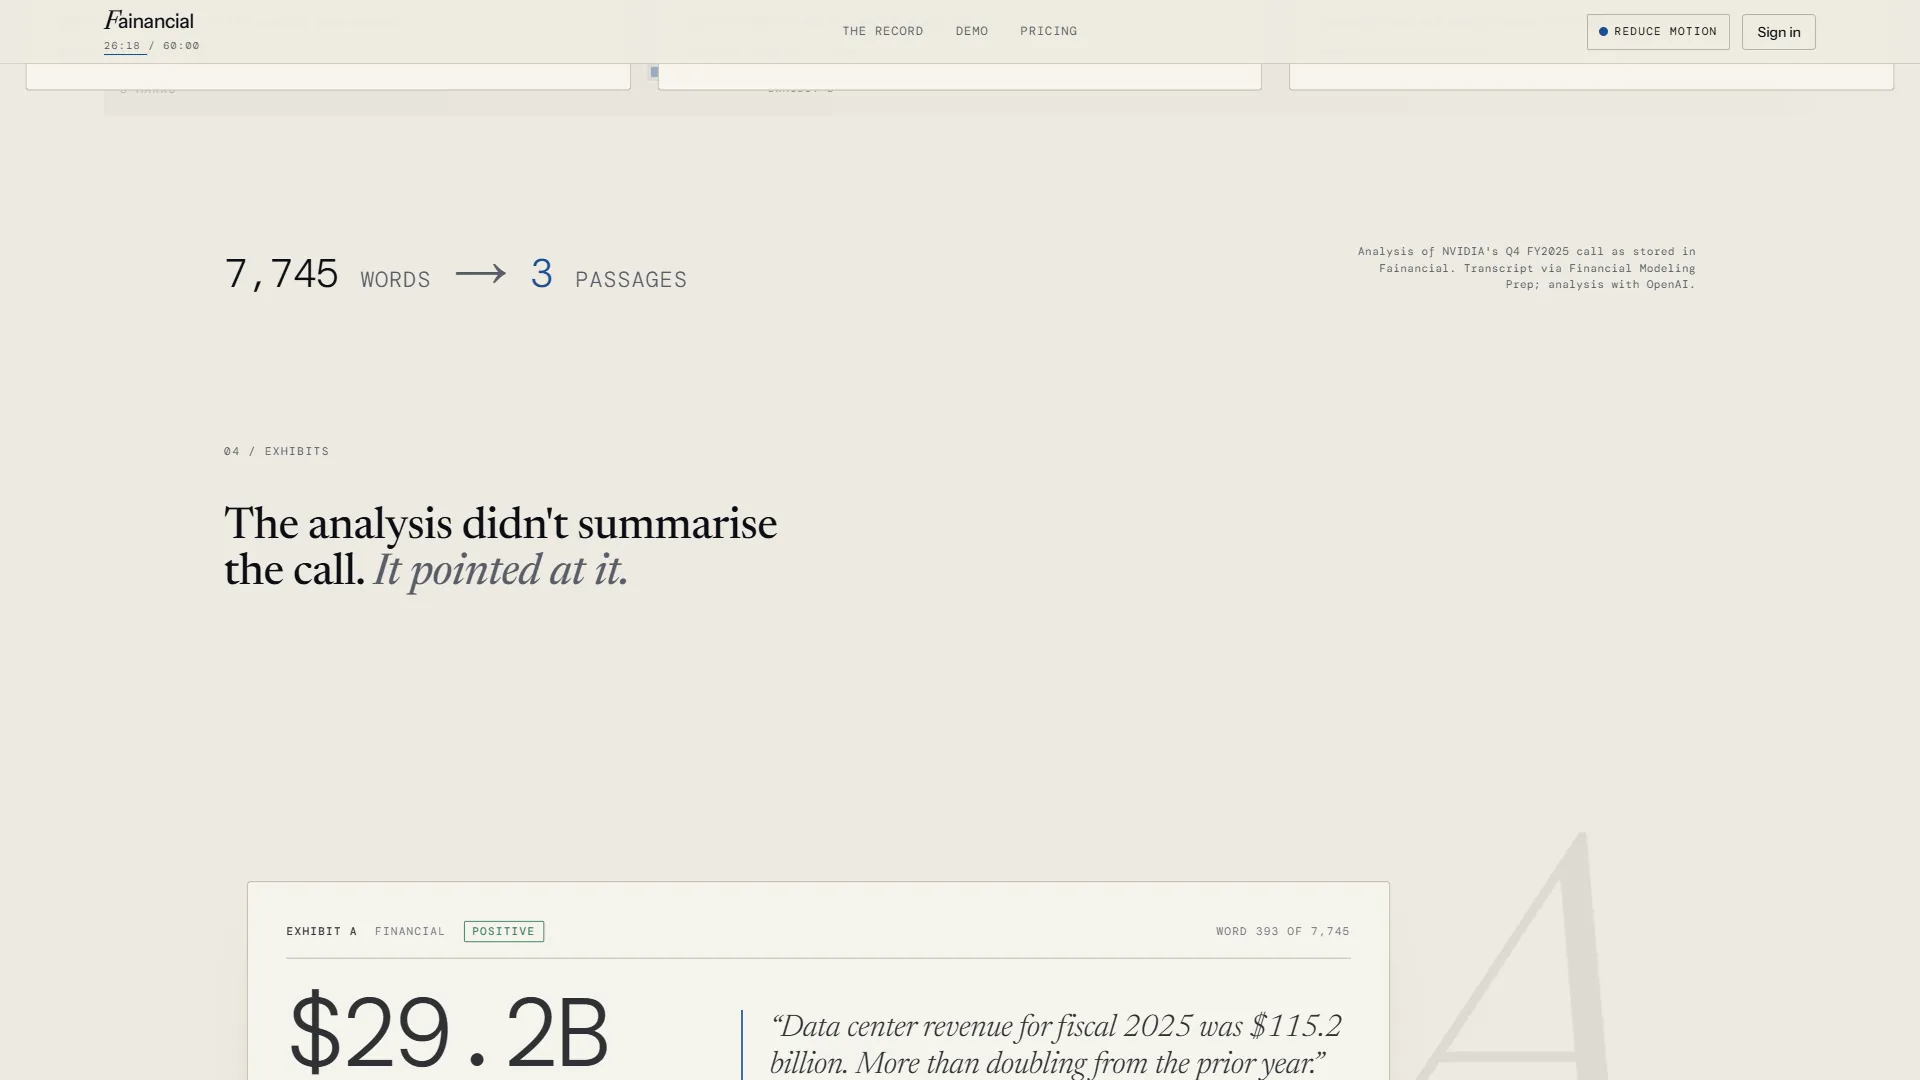 Fainancial
26:18 / 60:00
THE RECORD
DEMO
PRICING
REDUCE MOTION
Sign in
7,745 WORDS → 3 PASSAGES
Analysis of NVIDIA's Q4 FY2025 call as stored in
Fainancial. Transcript via Financial Modeling
Prep; analysis with OpenAI.
04 / EXHIBITS
The analysis didn't summarise
the call. It pointed at it.
A
EXHIBIT A
FINANCIAL
POSITIVE
WORD 393 OF 7,745
$29.2B
“Data center revenue for fiscal 2025 was $115.2
billion. More than doubling from the prior year.”